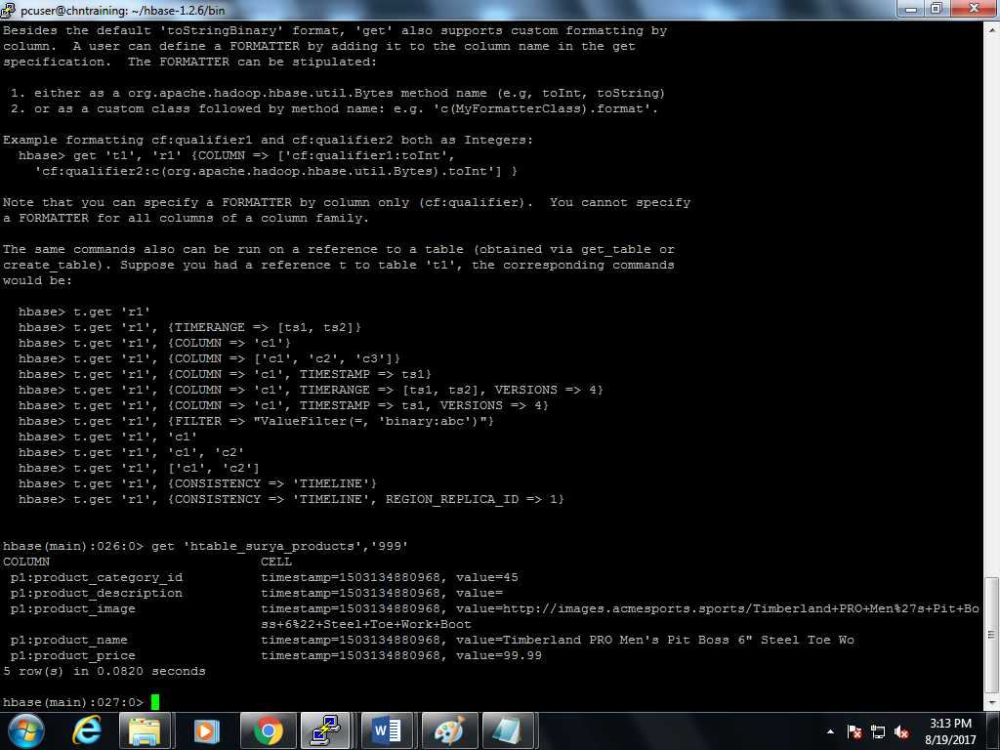 pcuser@chntraining: ~/hbase-1.2.6/bin
Besides the default 'toStringBinary' format, 'get' also supports custom formatting by
column.  A user can define a FORMATTER by adding it to the column name in the get
specification.  The FORMATTER can be stipulated:
1. either as a org.apache.hadoop.hbase.util.Bytes method name (e.g, toInt, toString)
2. or as a custom class followed by method name: e.g. 'c(MyFormatterClass).format'.
Example formatting cf:qualifier1 and cf:qualifier2 both as Integers:
hbase> get 't1', 'r1' {COLUMN => ['cf:qualifier1:toInt',
'cf:qualifier2:c(org.apache.hadoop.hbase.util.Bytes).toInt'] }
Note that you can specify a FORMATTER by column only (cf:qualifier).  You cannot specify
a FORMATTER for all columns of a column family.
The same commands also can be run on a reference to a table (obtained via get_table or
create_table). Suppose you had a reference t to table 't1', the corresponding commands
would be:
hbase> t.get 'r1'
hbase> t.get 'r1', {TIMERANGE => [ts1, ts2]}
hbase> t.get 'r1', {COLUMN => 'c1'}
hbase> t.get 'r1', {COLUMN => ['c1', 'c2', 'c3']}
hbase> t.get 'r1', {COLUMN => 'c1', TIMESTAMP => ts1}
hbase> t.get 'r1', {COLUMN => 'c1', TIMERANGE => [ts1, ts2], VERSIONS => 4}
hbase> t.get 'r1', {COLUMN => 'c1', TIMESTAMP => ts1, VERSIONS => 4}
hbase> t.get 'r1', {FILTER => "ValueFilter(=, 'binary:abc')"}
hbase> t.get 'r1', 'c1'
hbase> t.get 'r1', 'c1', 'c2'
hbase> t.get 'r1', ['c1', 'c2']
hbase> t.get 'r1', {CONSISTENCY => 'TIMELINE'}
hbase> t.get 'r1', {CONSISTENCY => 'TIMELINE', REGION_REPLICA_ID => 1}
hbase(main):026:0> get 'htable_surya_products','999'
COLUMN CELL
p1:product_category_id timestamp=1503134880968, value=45
p1:product_description timestamp=1503134880968, value=
p1:product_image timestamp=1503134880968, value=http://images.acmesports.sports/Timberland+PRO+Men%27s+Pit+Bo
ss+6%22+Steel+Toe+Work+Boot
p1:product_name timestamp=1503134880968, value=Timberland PRO Men's Pit Boss 6" Steel Toe Wo
p1:product_price timestamp=1503134880968, value=99.99
5 row(s) in 0.0820 seconds
hbase(main):027:0>
3:13 PM
8/19/2017